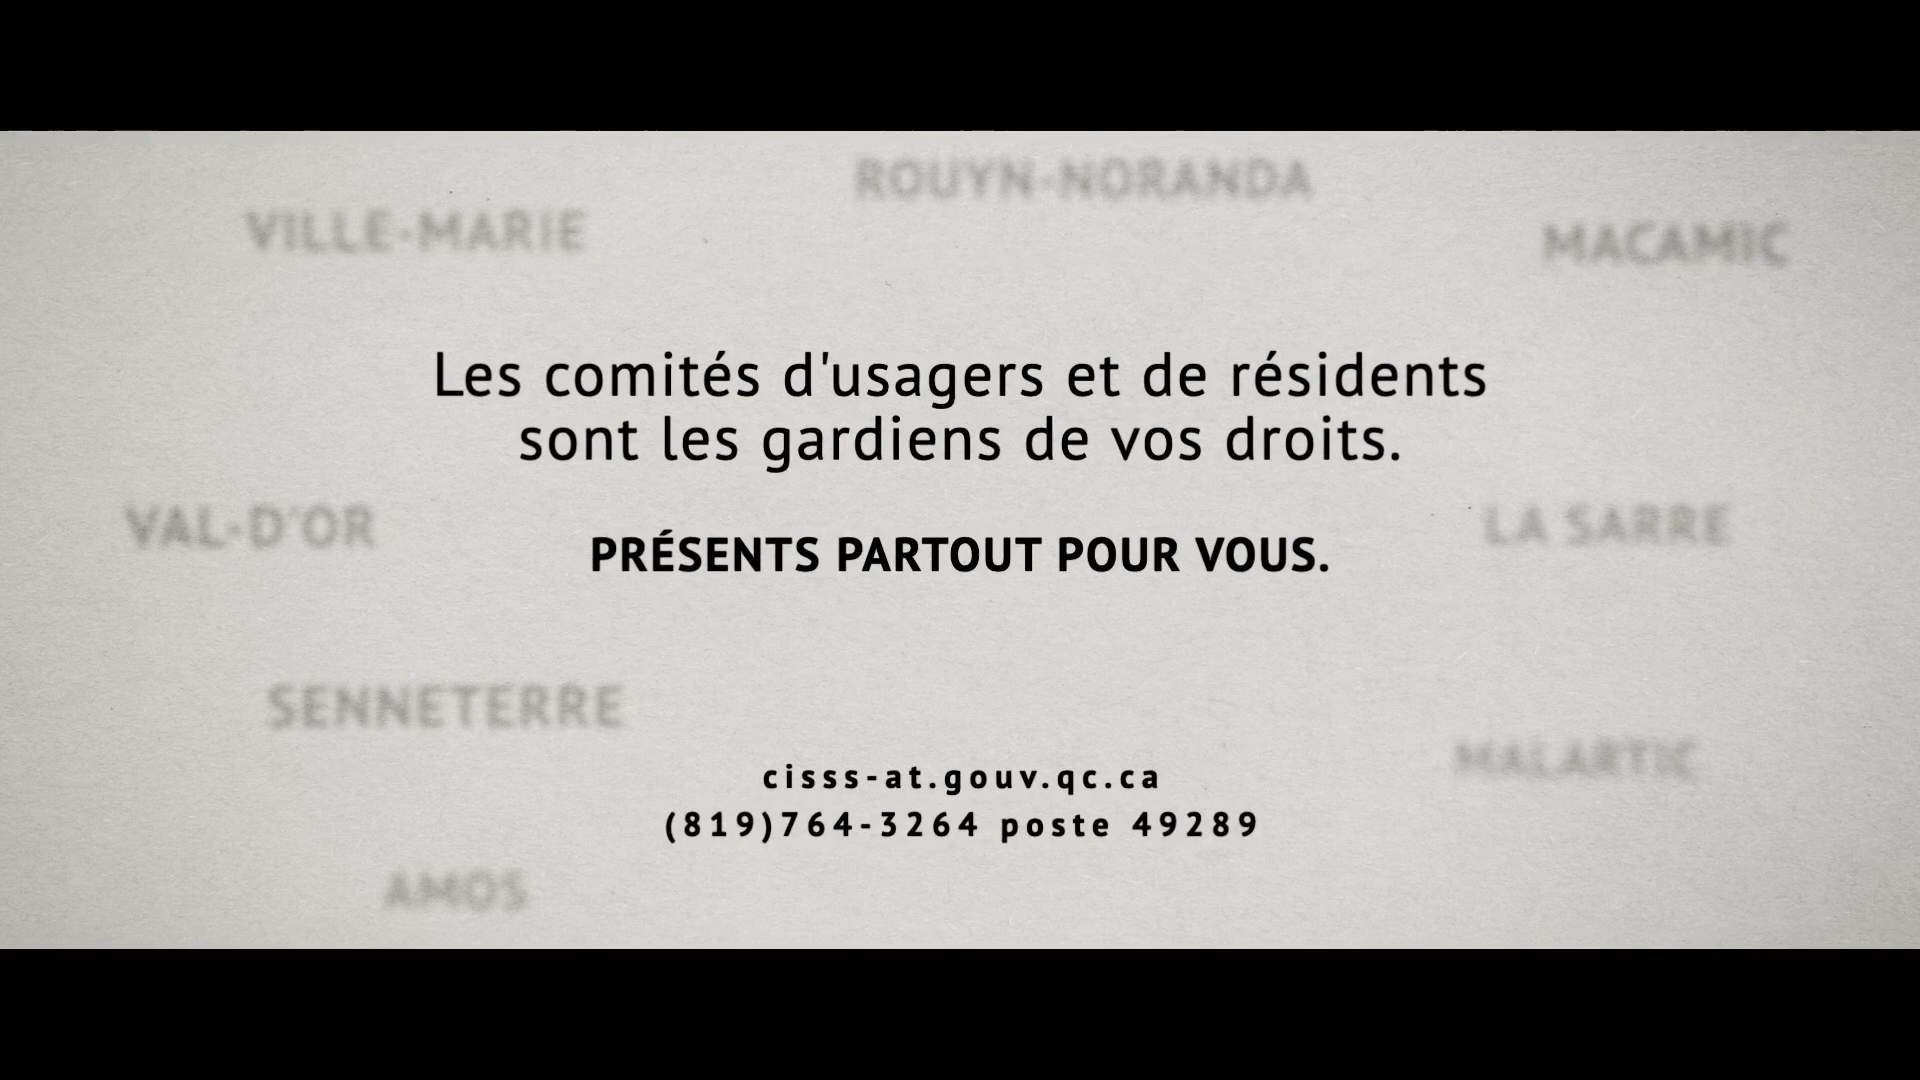 ROUYN-NORANDA
VILLE-MARIE
MACAMIC
Les comités d'usagers et de résidents
sont les gardiens de vos droits.
VAL-D'OR
LA SARRE
PRÉSENTS PARTOUT POUR VOUS.
SENNETERRE
MALARTIC
cisss-at.gouv.qc.ca
(819)764-3264 poste 49289
AMOS